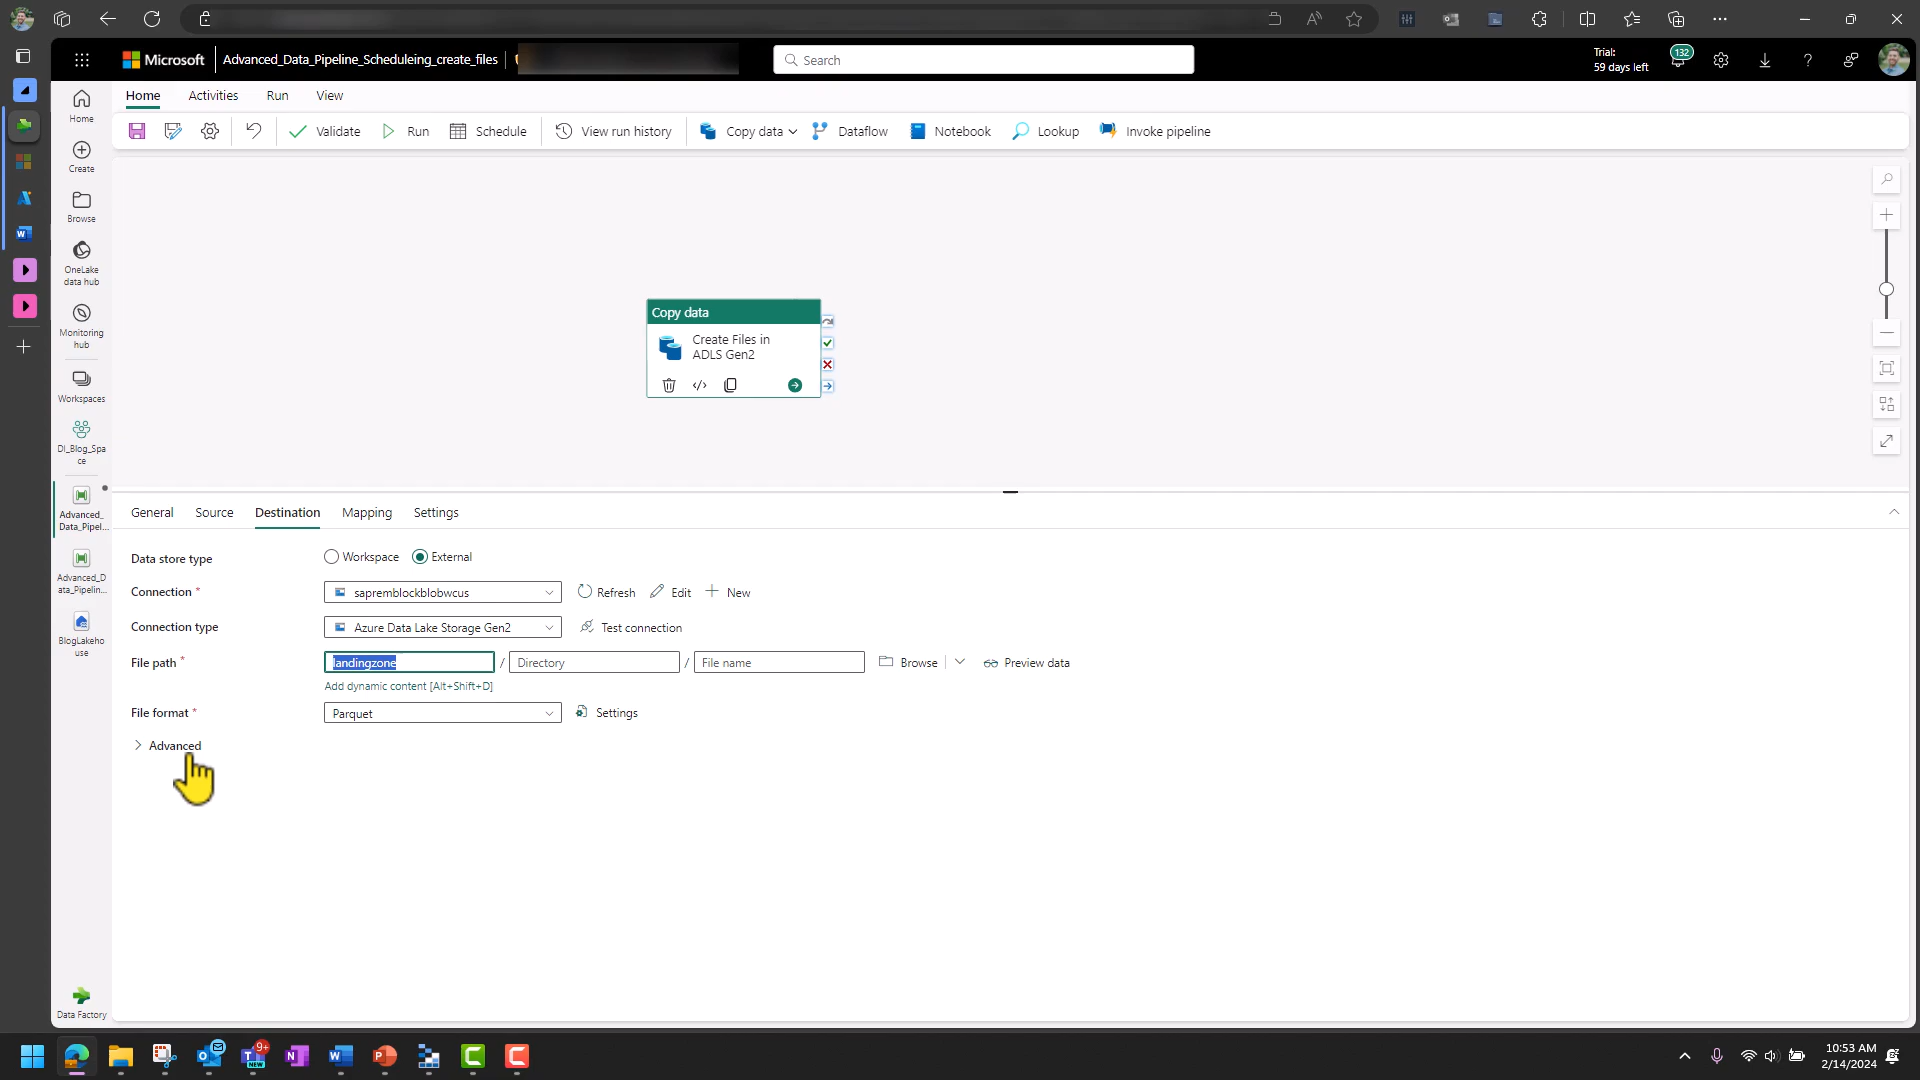 Microsoft
Advanced_Data_Pipeline_Scheduleing_create_files
Search
Trial:
59 days left
132
Home
Create
Browse
OneLake
data hub
Monitoring
hub
Workspaces
DI_Blog_Spa
ce
Advanced_
Data_Pipel...
Advanced_D
ata_Pipelin...
BlogLakeho
use
Data Factory
Home
Activities
Run
View
Validate
Run
Schedule
View run history
Copy data
Dataflow
Notebook
Lookup
Invoke pipeline
Copy data
Create Files in
ADLS Gen2
General
Source
Destination
Mapping
Settings
Data store type
Workspace
External
Connection *
sapremblockblobwcus
Refresh
Edit
New
Connection type
Azure Data Lake Storage Gen2
Test connection
File path *
landingzone
/
Directory
/
File name
Browse
Preview data
Add dynamic content [Alt+Shift+D]
File format *
Parquet
Settings
Advanced
9+
NEW
10:53 AM
2/14/2024